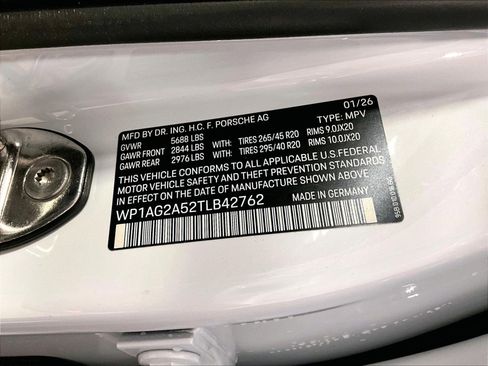 MFD BY DR. ING. H.C. F. PORSCHE AG 01/26
GVWR 5688 LBS TYPE: MPV
GAWR FRONT 2844 LBS WITH TIRES 265/45 R20 RIMS 9.0JX20
GAWR REAR 2976 LBS WITH TIRES 295/40 R20 RIMS 10.0JX20
THIS VEHICLE CONFORMS TO ALL APPLICABLE U.S. FEDERAL
MOTOR VEHICLE SAFETY AND THEFT PREVENTION STANDARDS
IN EFFECT ON THE DATE OF MANUFACTURE SHOWN ABOVE
WP1AG2A52TLB42762 MADE IN GERMANY